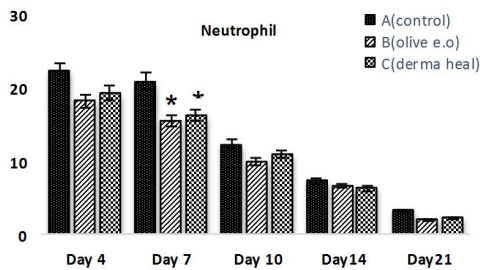 Neutrophil
A(control)
B(olive e.o)
C(derma heal)
30
20
10
0
* *
Day 4 Day 7 Day 10 Day14 Day21